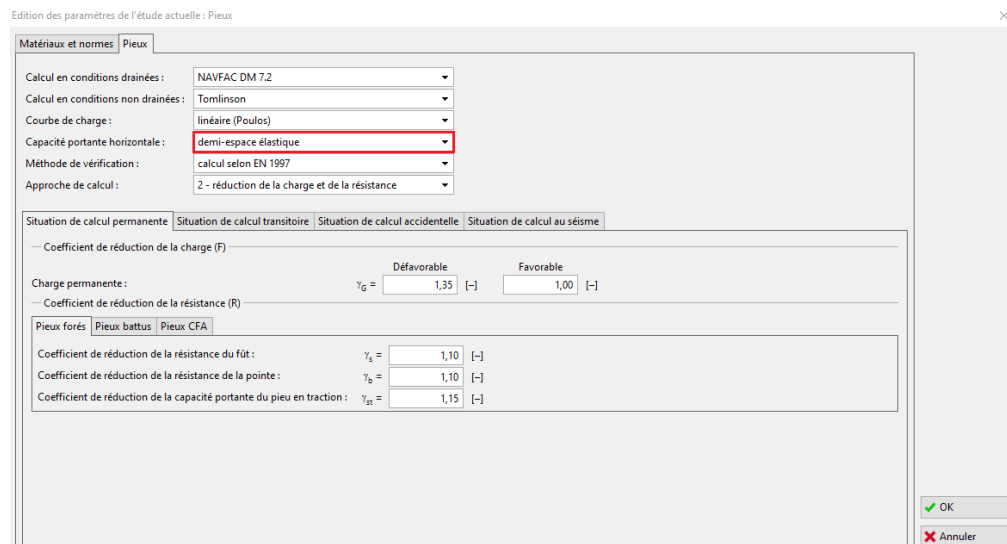 Edition des paramètres de l'étude actuelle : Pieux
Matériaux et normes Pieux
Calcul en conditions drainées : NAVFAC DM 7.2
Calcul en conditions non drainées : Tomlinson
Courbe de charge : linéaire (Poulos)
Capacité portante horizontale : demi-espace élastique
Méthode de vérification : calcul selon EN 1997
Approche de calcul : 2 - réduction de la charge et de la résistance
Situation de calcul permanente Situation de calcul transitoire Situation de calcul accidentelle Situation de calcul au séisme
Coefficient de réduction de la charge (F)
Défavorable Favorable
Charge permanente : γG = 1,35 [–] 1,00 [–]
Coefficient de réduction de la résistance (R)
Pieux forés Pieux battus Pieux CFA
Coefficient de réduction de la résistance du fût : γs = 1,10 [–]
Coefficient de réduction de la résistance de la pointe : γb = 1,10 [–]
Coefficient de réduction de la capacité portante du pieu en traction : γst = 1,15 [–]
OK
Annuler